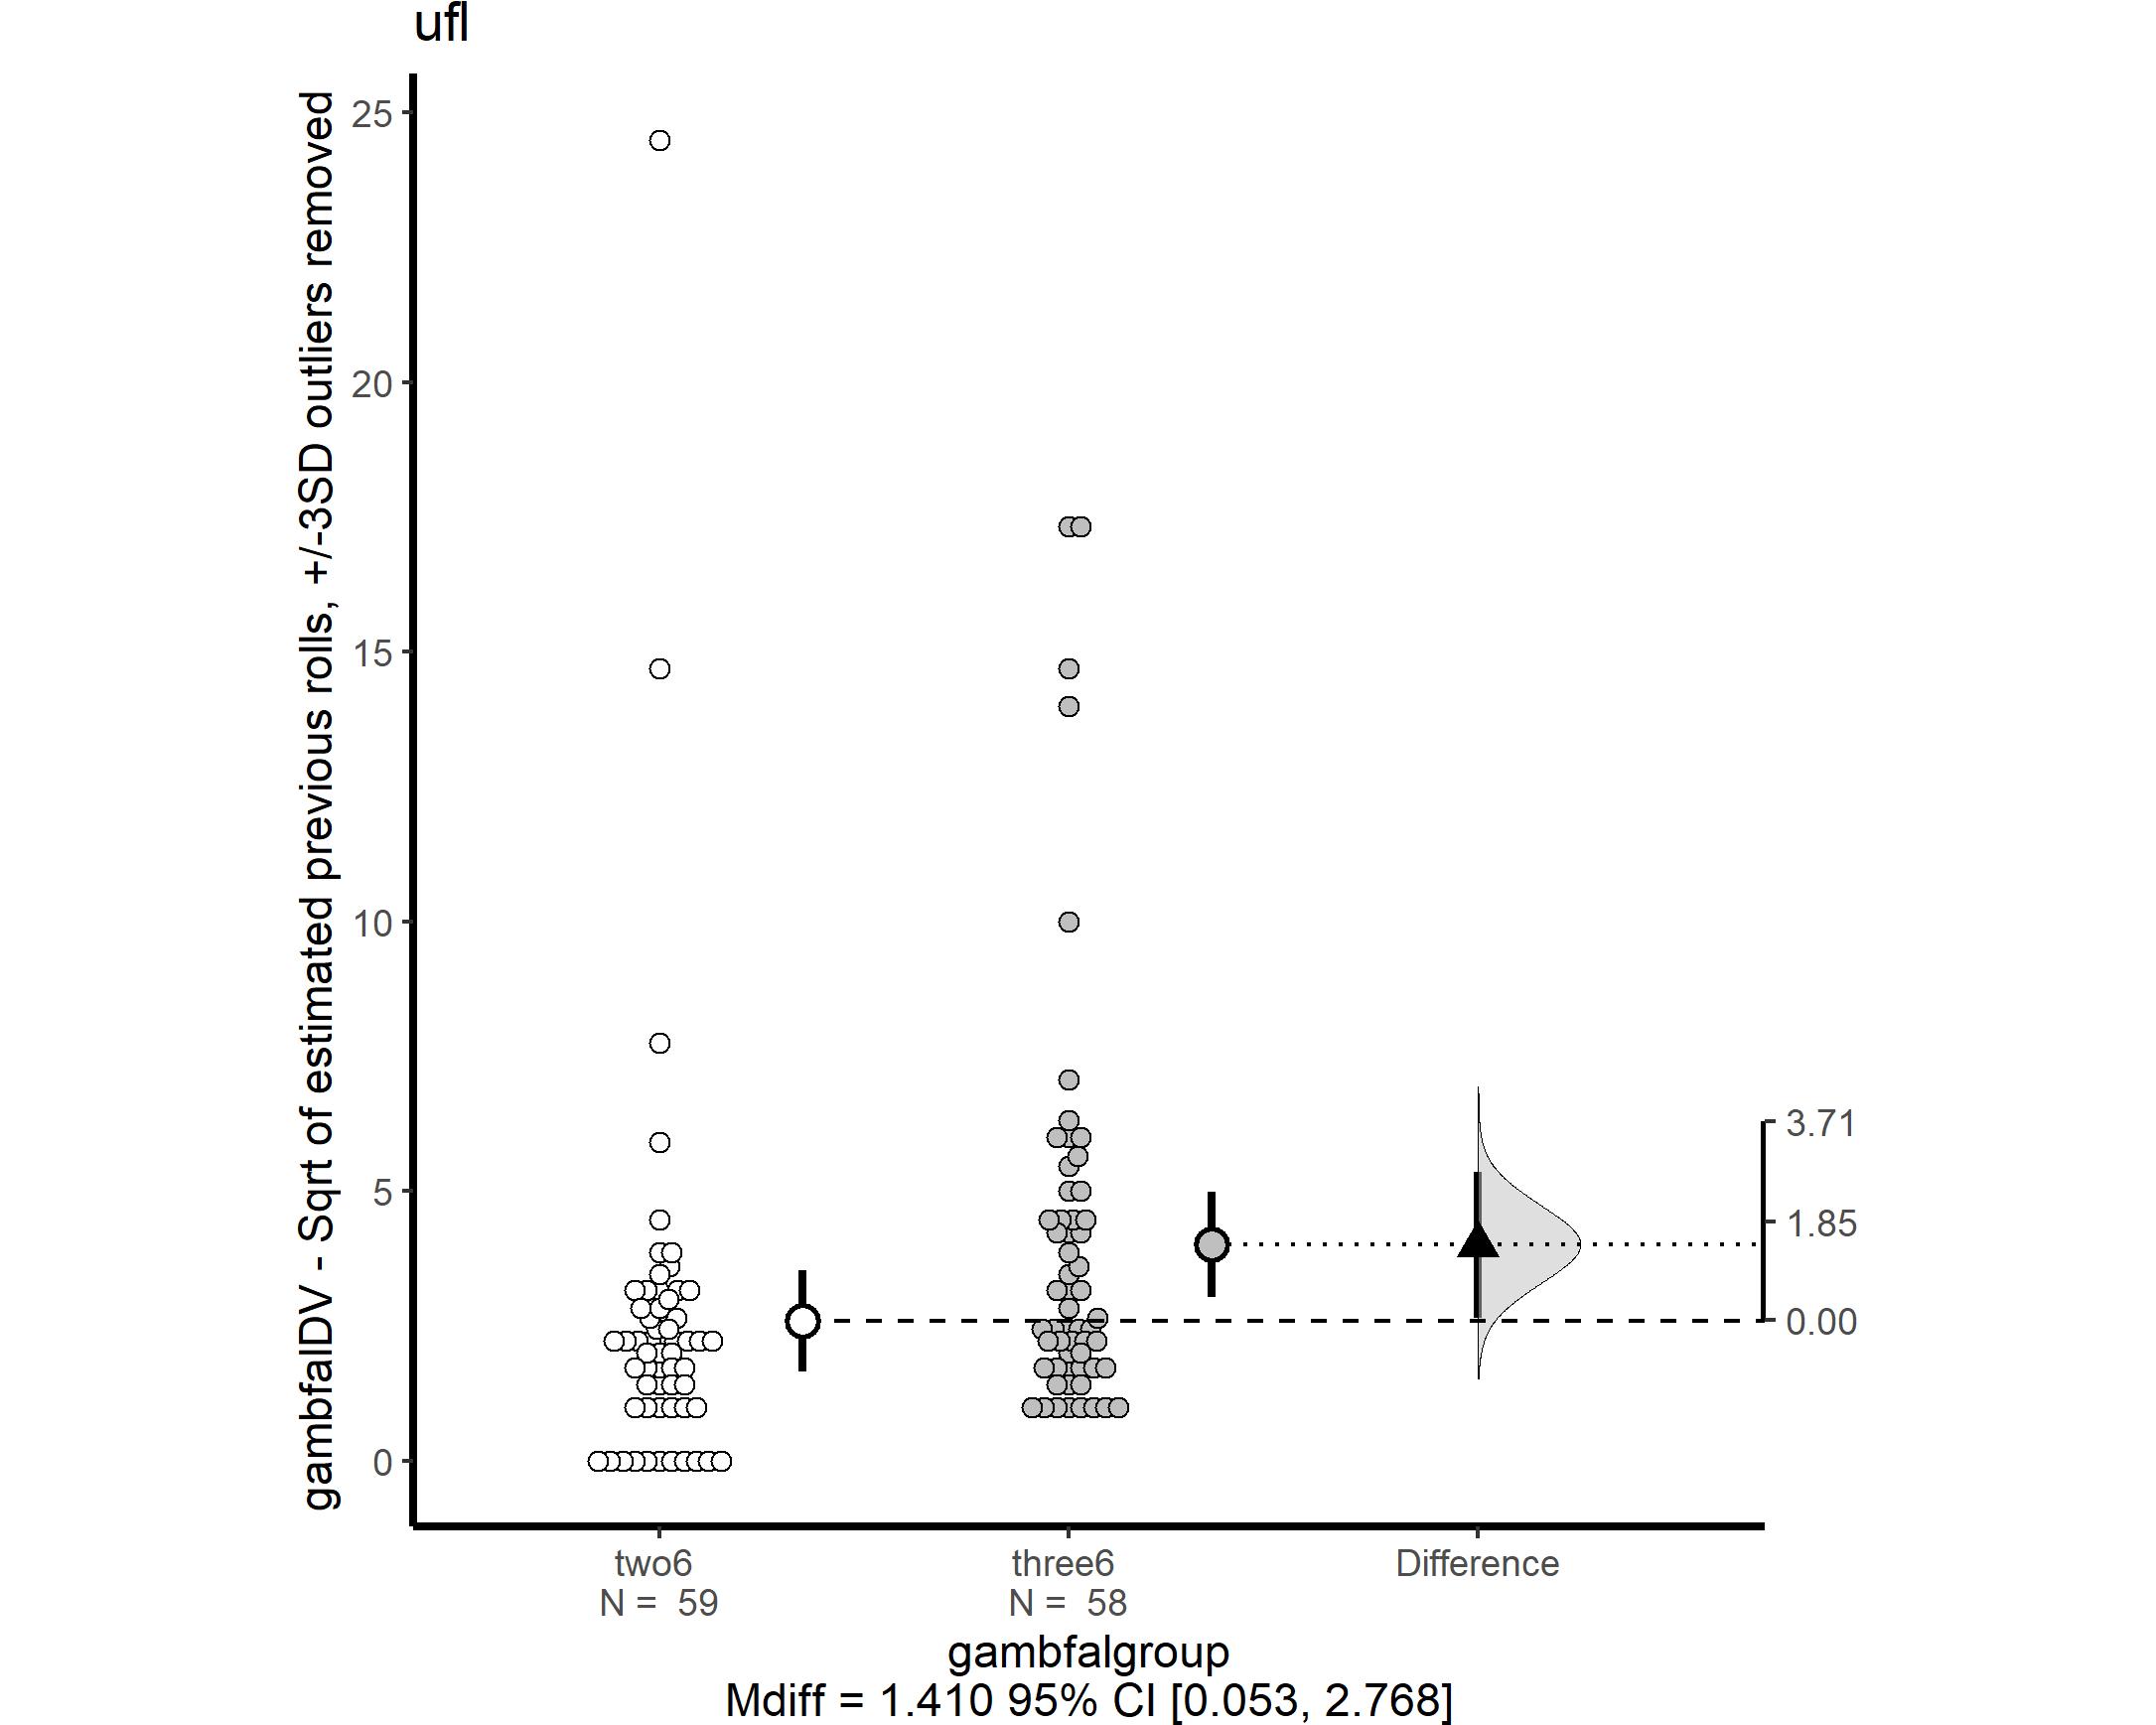 ufl
gambfalDV - Sqrt of estimated previous rolls, +/-3SD outliers removed
25
20
15
10
5
0
3.71
1.85
0.00
two6
N =  59
three6
N =  58
Difference
gambfalgroup
Mdiff = 1.410 95% CI [0.053, 2.768]